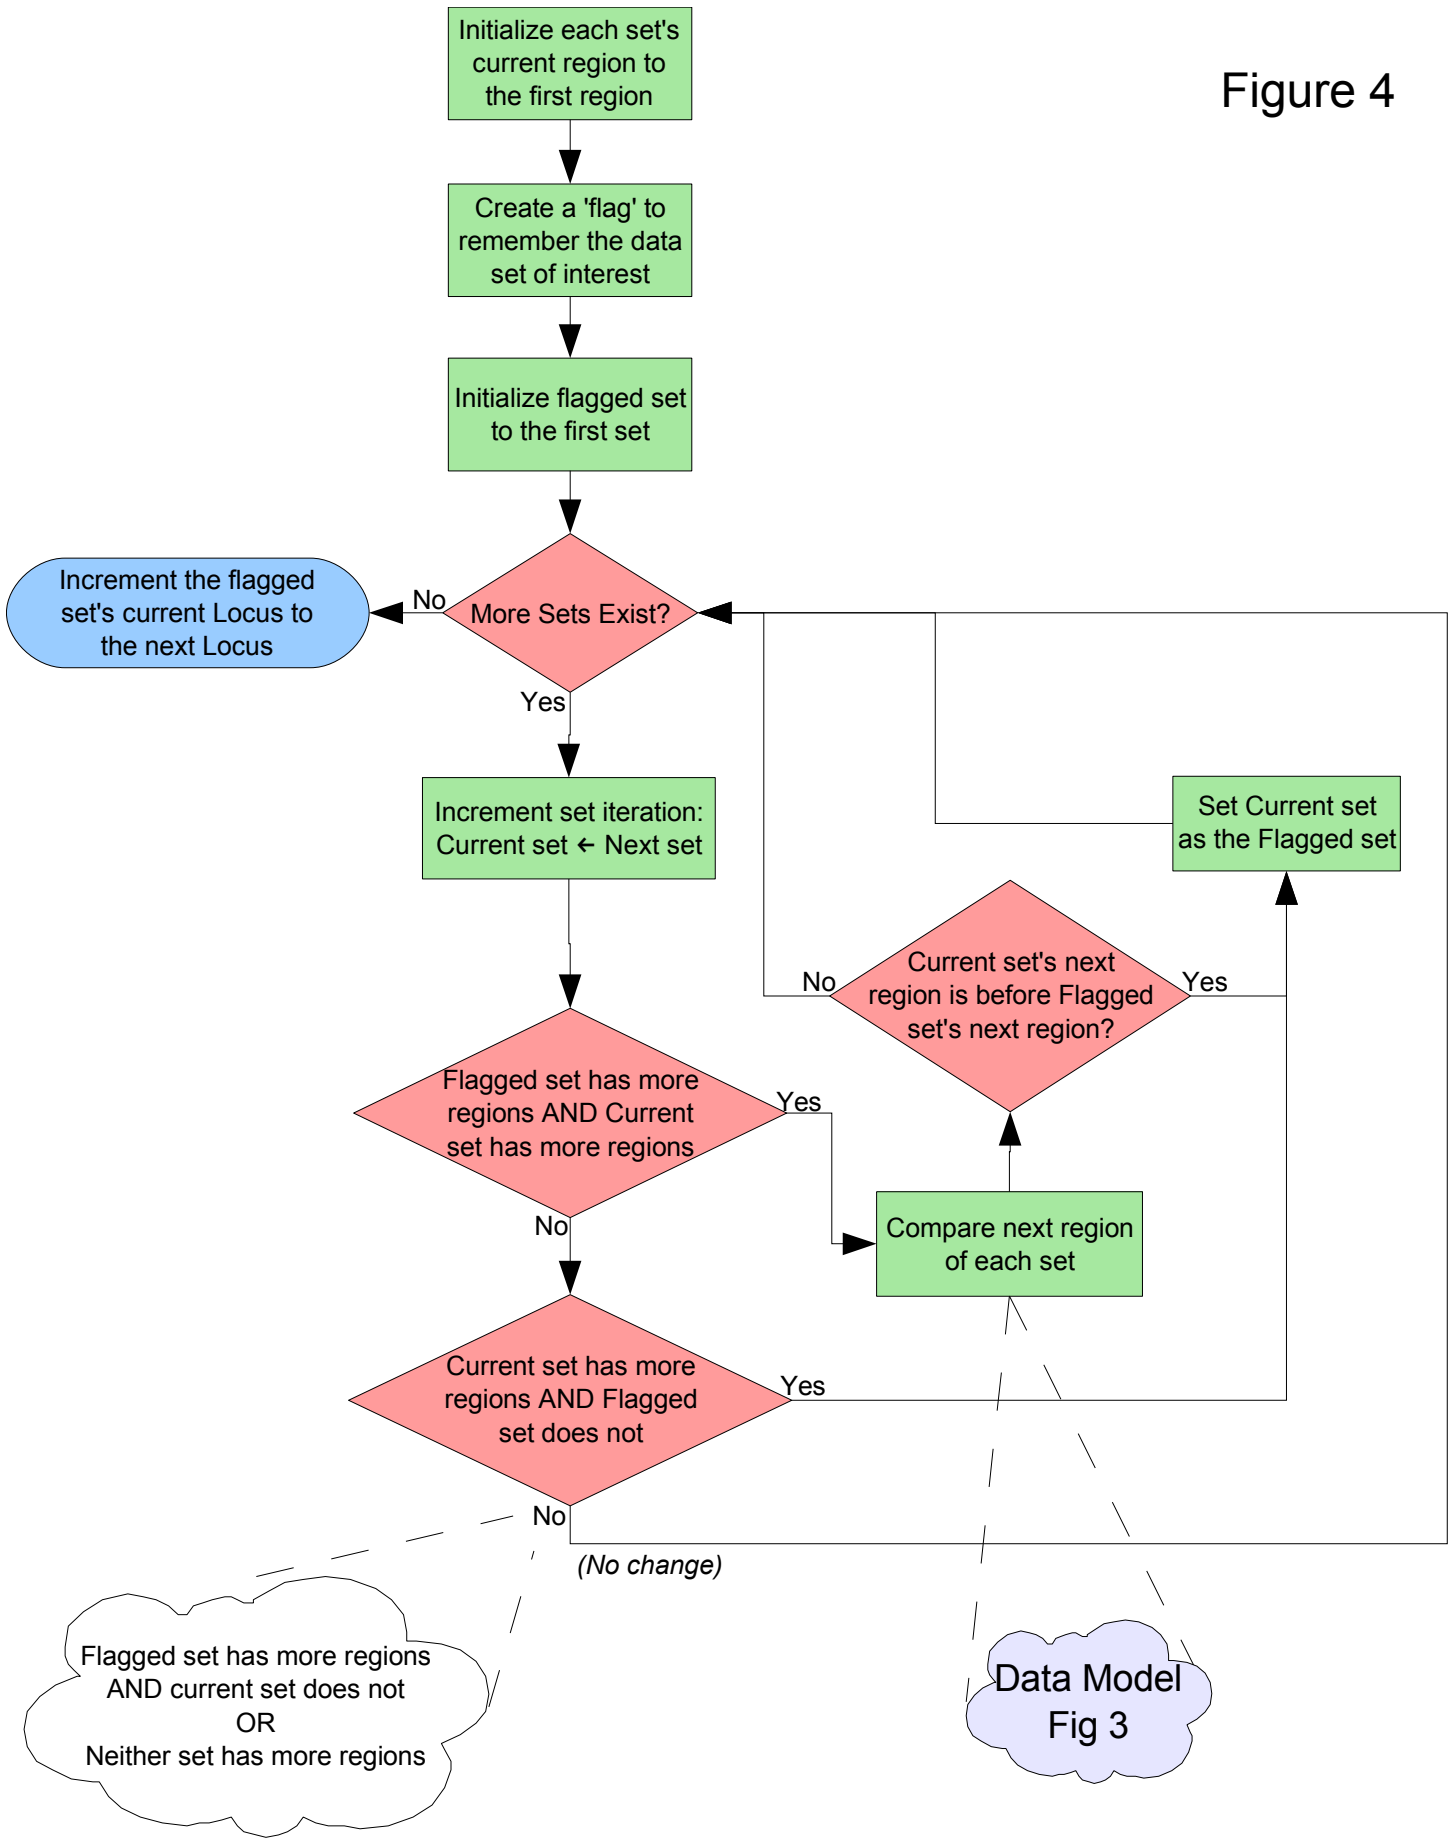 Initialize each set's
current region to
the first region
Figure 4
Create a 'flag' to
remember the data
set of interest
Initialize flagged set
to the first set
Increment the flagged
set's current Locus to
the next Locus
No
More Sets Exist?
Yes
Increment set iteration:
Current set ← Next set
Set Current set
as the Flagged set
Current set's next
region is before Flagged
set's next region?
No
Yes
Flagged set has more
regions AND Current
set has more regions
Yes
No
Compare next region
of each set
Current set has more
regions AND Flagged
set does not
Yes
No
(No change)
Flagged set has more regions
AND current set does not
OR
Neither set has more regions
Data Model
Fig 3